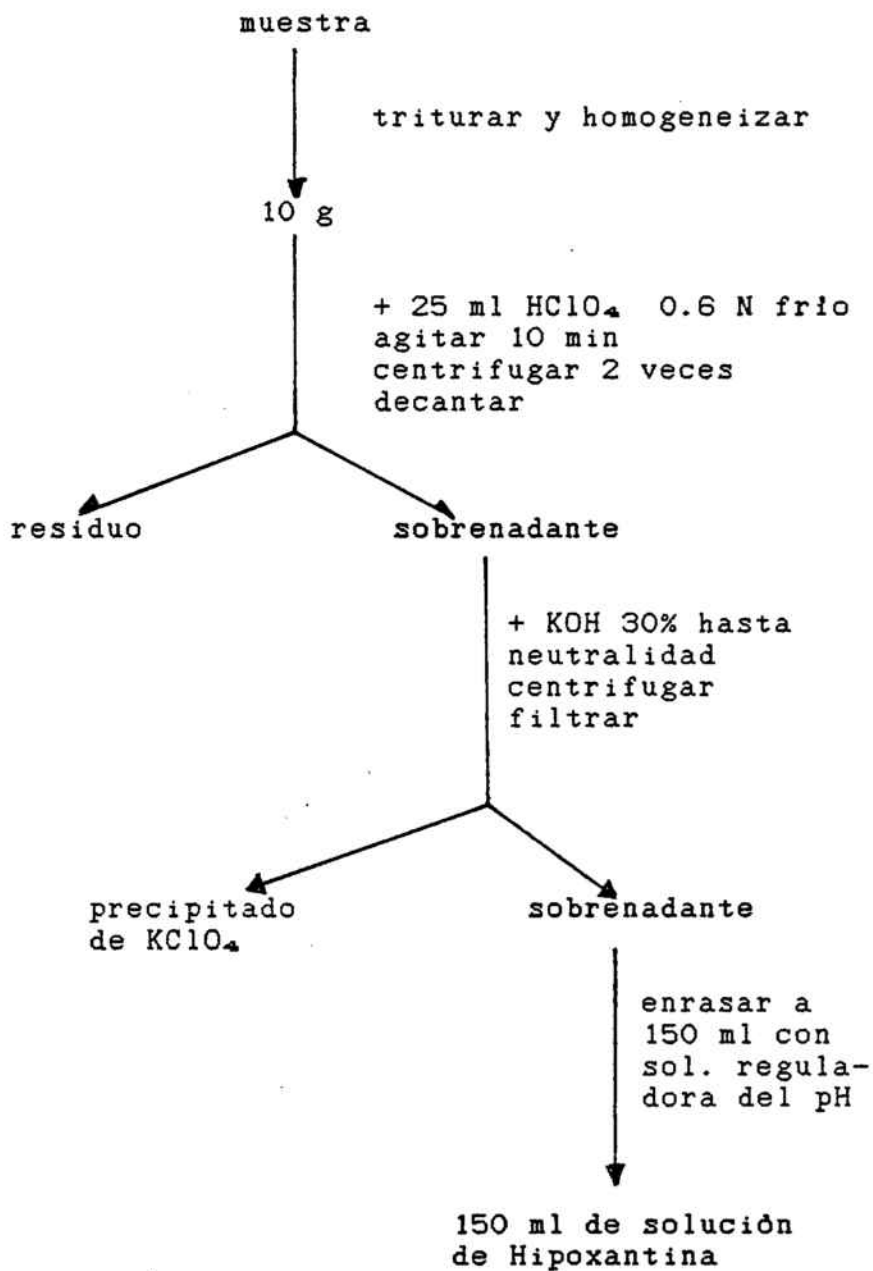 muestra
triturar y homogeneizar
10 g
+ 25 ml HClO₄ 0.6 N frío
agitar 10 min
centrifugar 2 veces
decantar
residuo
sobrenadante
+ KOH 30% hasta
neutralidad
centrifugar
filtrar
precipitado
de KClO₄
sobrenadante
enrasar a
150 ml con
sol. regula-
dora del pH
150 ml de solución
de Hipoxantina